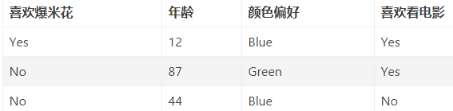 喜欢爆米花 年龄 颜色偏好 喜欢看电影
Yes 12 Blue Yes
No 87 Green Yes
No 44 Blue No